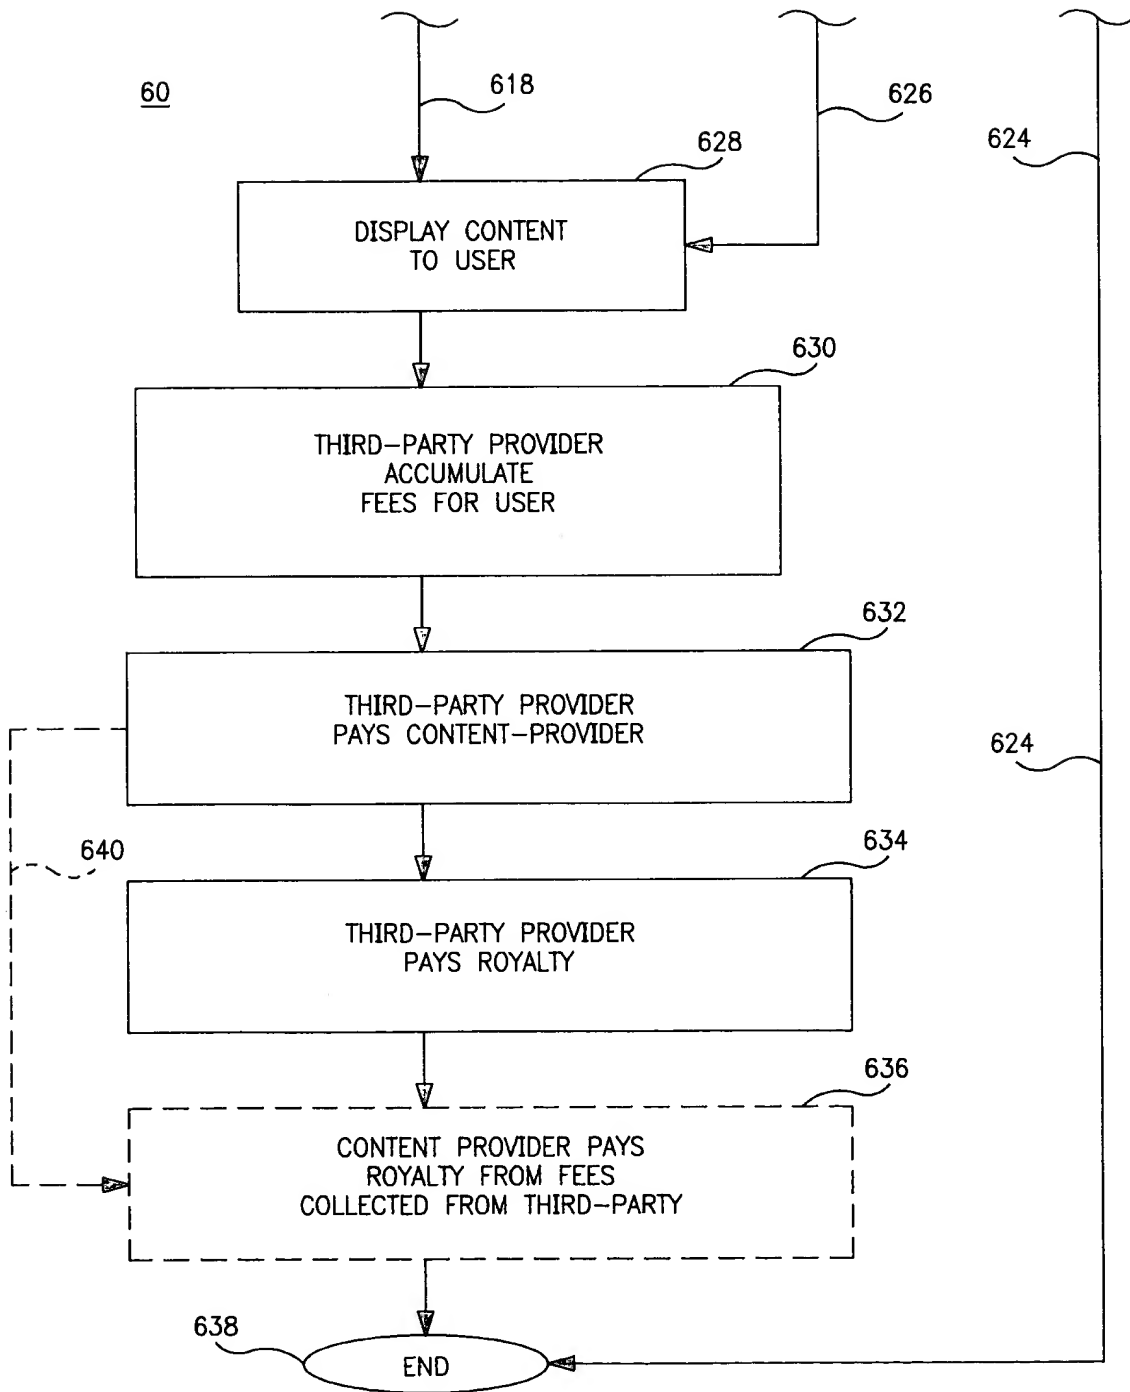 60
618
626
624
628
DISPLAY CONTENT
TO USER
630
THIRD-PARTY PROVIDER
ACCUMULATE
FEES FOR USER
632
THIRD-PARTY PROVIDER
PAYS CONTENT-PROVIDER
624
640
634
THIRD-PARTY PROVIDER
PAYS ROYALTY
636
CONTENT PROVIDER PAYS
ROYALTY FROM FEES
COLLECTED FROM THIRD-PARTY
638
END